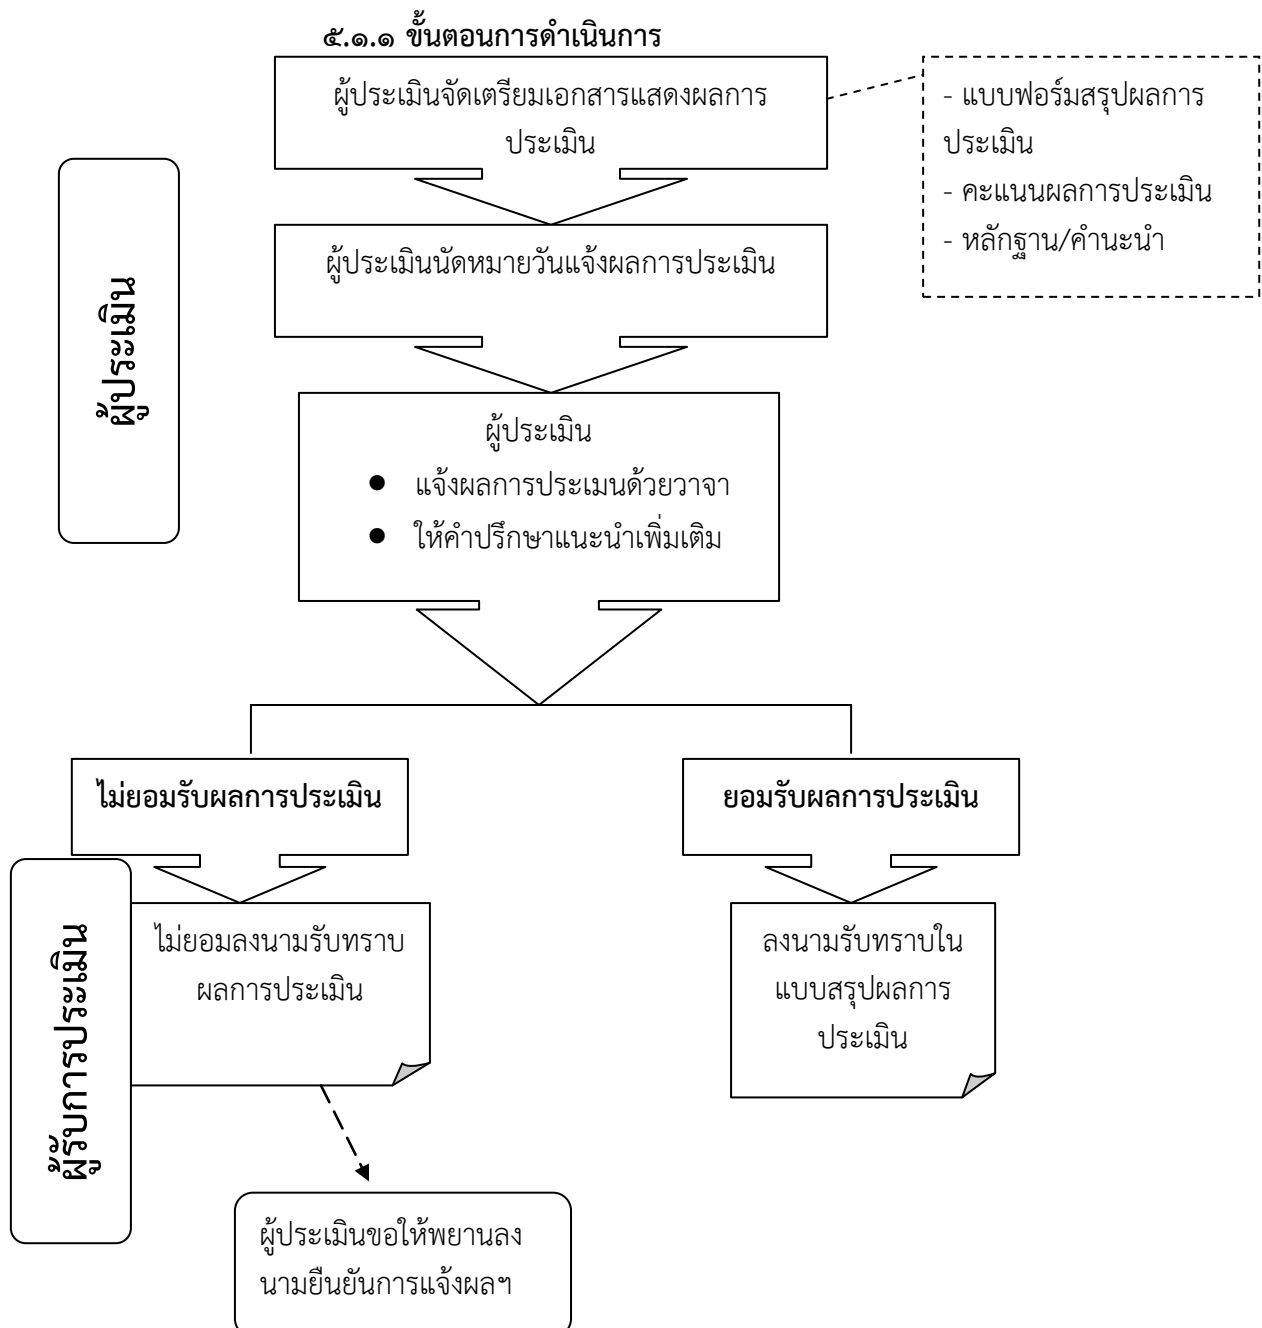 ๕.๑.๑ ขั้นตอนการดำเนินการ
ผู้ประเมินจัดเตรียมเอกสารแสดงผลการ
ประเมิน
- แบบฟอร์มสรุปผลการ
ประเมิน
- คะแนนผลการประเมิน
- หลักฐาน/คำนะนำ
ผู้ประเมิน
ผู้ประเมินนัดหมายวันแจ้งผลการประเมิน
ผู้ประเมิน
● แจ้งผลการประเมนด้วยวาจา
● ให้คำปรึกษาแนะนำเพิ่มเติม
ไม่ยอมรับผลการประเมิน
ยอมรับผลการประเมิน
ผู้รับการประเมิน
ไม่ยอมลงนามรับทราบ
ผลการประเมิน
ลงนามรับทราบใน
แบบสรุปผลการ
ประเมิน
ผู้ประเมินขอให้พยานลง
นามยืนยันการแจ้งผลฯ